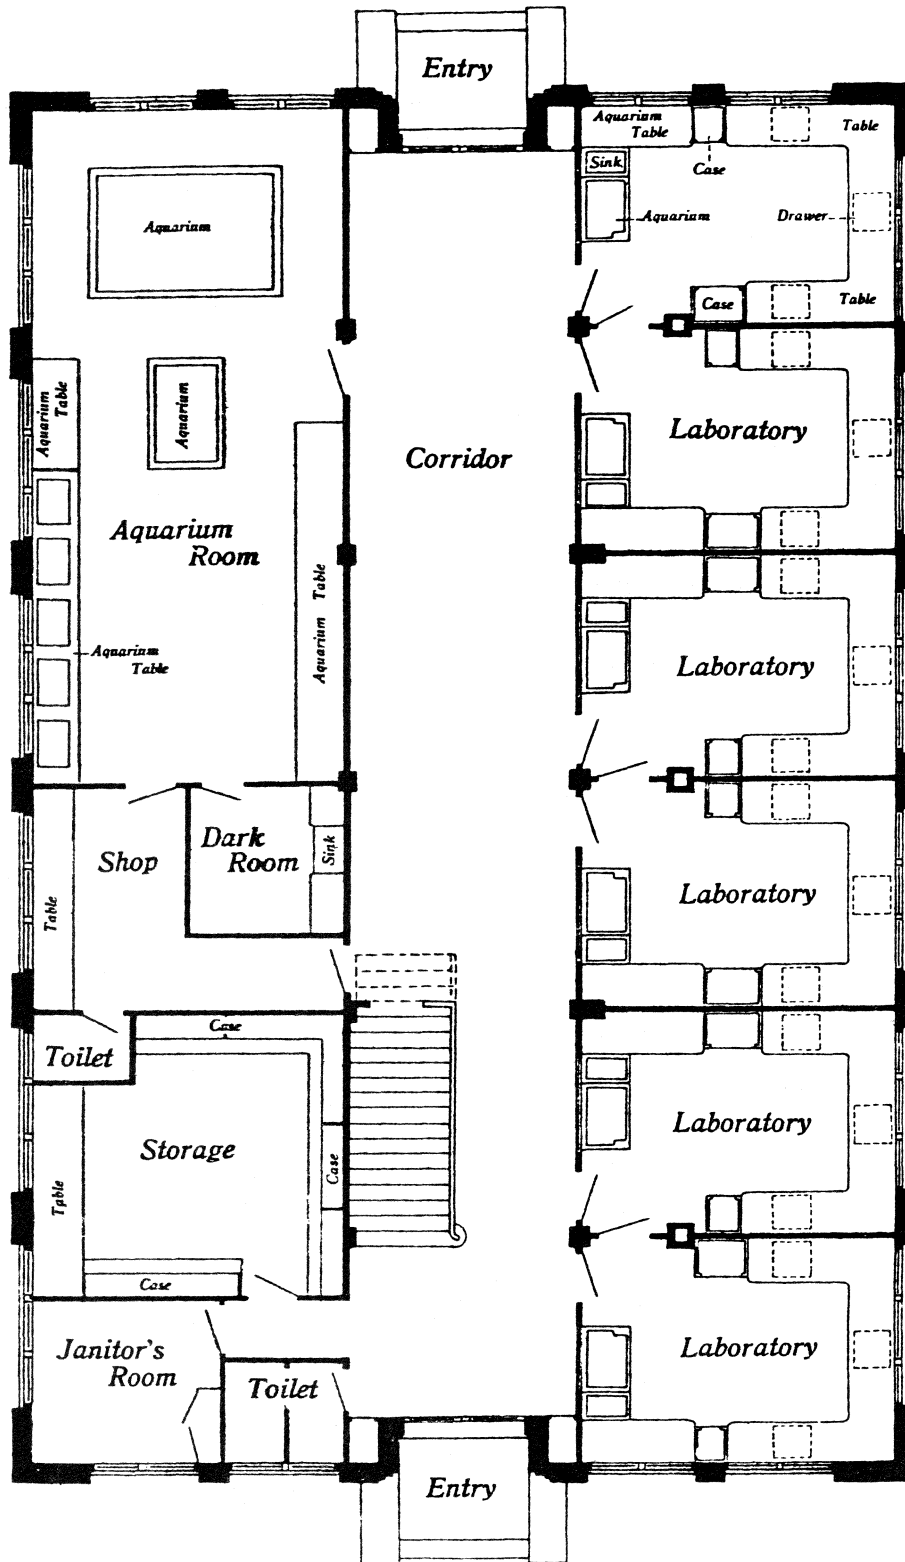 Entry
Aquarium
Table
Table
Sink
Case
Aquarium
Drawer
Aquarium
Case
Table
Aquarium
Table
Aquarium
Laboratory
Corridor
Aquarium
Room
Aquarium Table
Aquarium
Table
Laboratory
Shop
Dark
Room
Sink
Table
Laboratory
Case
Toilet
Storage
Case
Table
Laboratory
Case
Janitor's
Room
Toilet
Laboratory
Entry